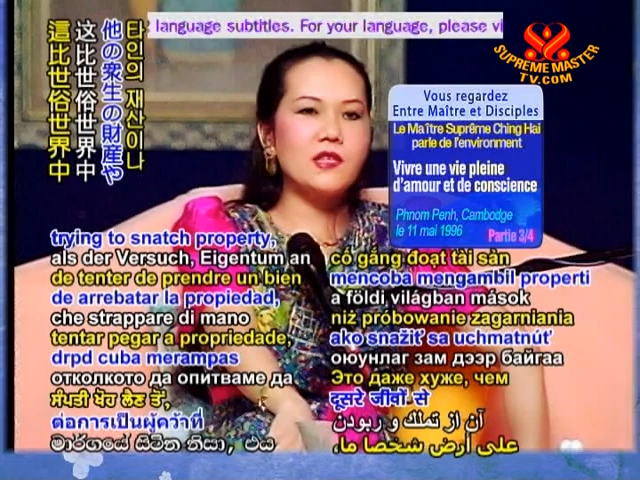 language subtitles. For your language, please vi
SUPREME MASTER
TV.COM
타인의 재산이나
他の衆生の財産や
这比世俗世界中
這比世俗世界中
Vous regardez
Entre Maître et Disciples
Le Maître Suprême Ching Hai
parle de l'environment
Vivre une vie pleine
d'amour et de conscience
Phnom Penh, Cambodge
le 11 mai 1996
Partie 3/4
trying to snatch property,
als der Versuch, Eigentum an
de tenter de prendre un bien
de arrebatar la propiedad,
che strappare di mano
tentar pegar a propriedade,
drpd cuba merampas
отколкото да опитваме да
ਸੰਪਤੀ ਖੋਹ ਲੈਣ ਤੋਂ,
ต่อการเป็นผู้คว้าที่
මාර්ගයේ සිටින නිසා, එය
cố gắng đoạt tài sản
mencoba mengambil properti
a földi világban mások
niż próbowanie zagarniania
ako snažiť sa uchmatnúť
оюунлаг зам дээр байгаа
Это даже хуже, чем
दूसरे जीवों से
آن از تملك و ربودن
على أرض شخصا ما،